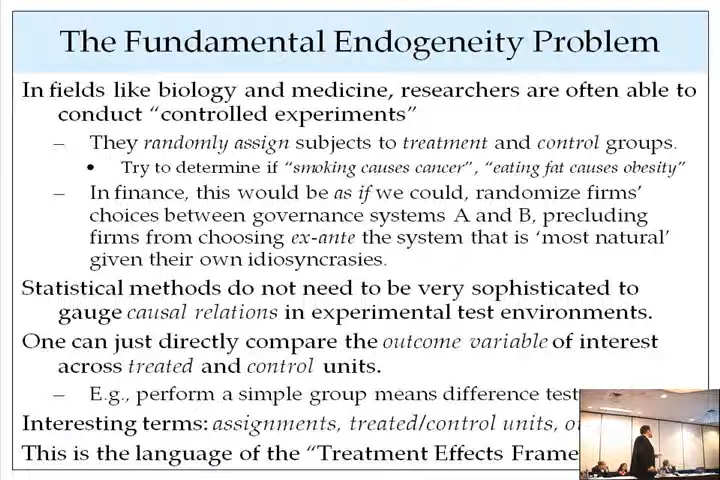 The Fundamental Endogeneity Problem
In fields like biology and medicine, researchers are often able to
conduct “controlled experiments”
– They randomly assign subjects to treatment and control groups.
• Try to determine if “smoking causes cancer”, “eating fat causes obesity”
– In finance, this would be as if we could, randomize firms’
choices between governance systems A and B, precluding
firms from choosing ex-ante the system that is ‘most natural’
given their own idiosyncrasies.
Statistical methods do not need to be very sophisticated to
gauge causal relations in experimental test environments.
One can just directly compare the outcome variable of interest
across treated and control units.
– E.g., perform a simple group means difference test
Interesting terms: assignments, treated/control units,
This is the language of the “Treatment Effects